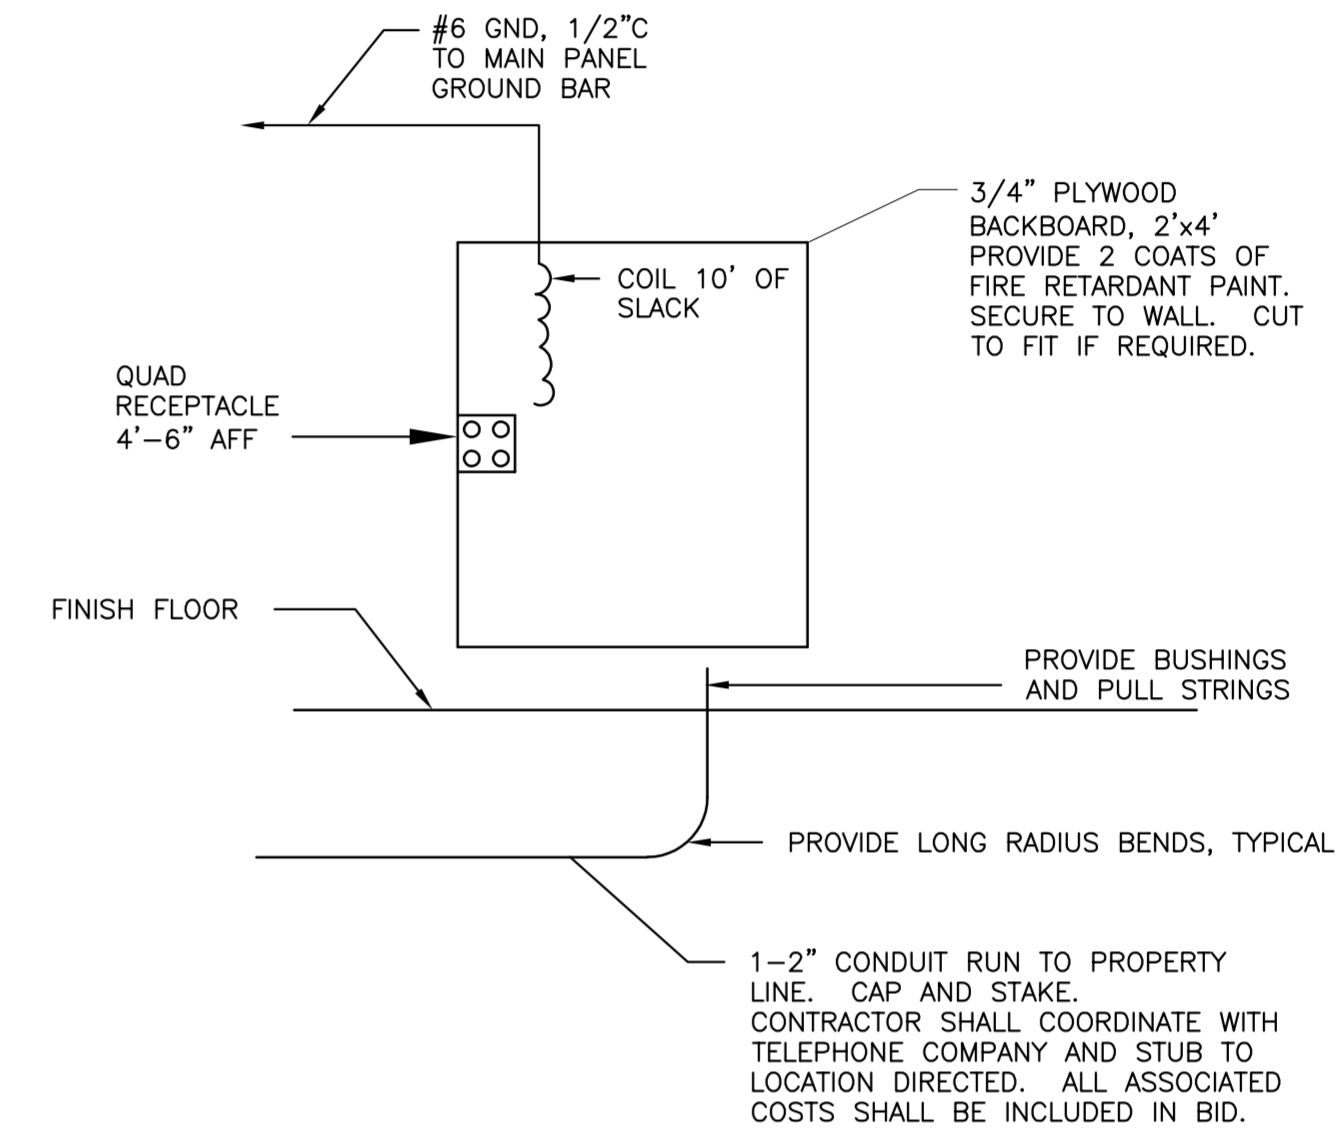 #6 GND, 1/2”C
TO MAIN PANEL
GROUND BAR
3/4” PLYWOOD
BACKBOARD, 2’x4’
PROVIDE 2 COATS OF
FIRE RETARDANT PAINT.
SECURE TO WALL. CUT
TO FIT IF REQUIRED.
COIL 10’ OF
SLACK
QUAD
RECEPTACLE
4’–6” AFF
FINISH FLOOR
PROVIDE BUSHINGS
AND PULL STRINGS
PROVIDE LONG RADIUS BENDS, TYPICAL
1–2” CONDUIT RUN TO PROPERTY
LINE. CAP AND STAKE.
CONTRACTOR SHALL COORDINATE WITH
TELEPHONE COMPANY AND STUB TO
LOCATION DIRECTED. ALL ASSOCIATED
COSTS SHALL BE INCLUDED IN BID.